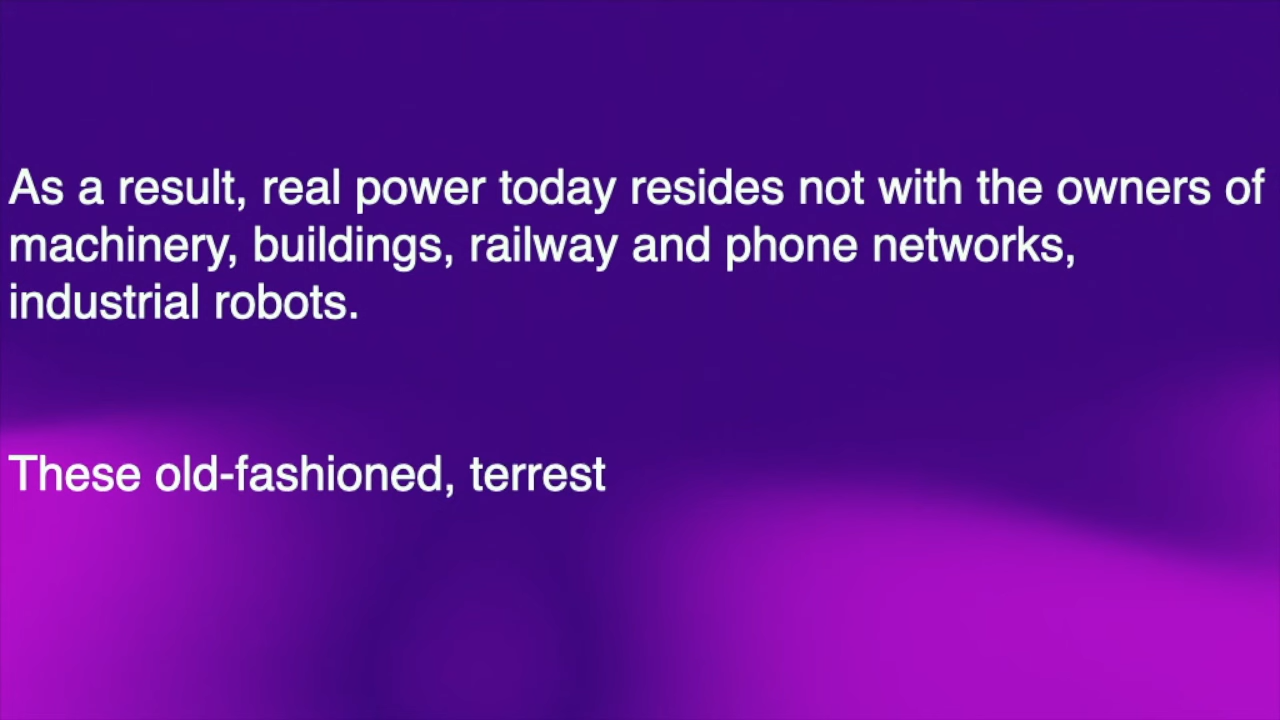 As a result, real power today resides not with the owners of
machinery, buildings, railway and phone networks,
industrial robots.
These old-fashioned, terrest